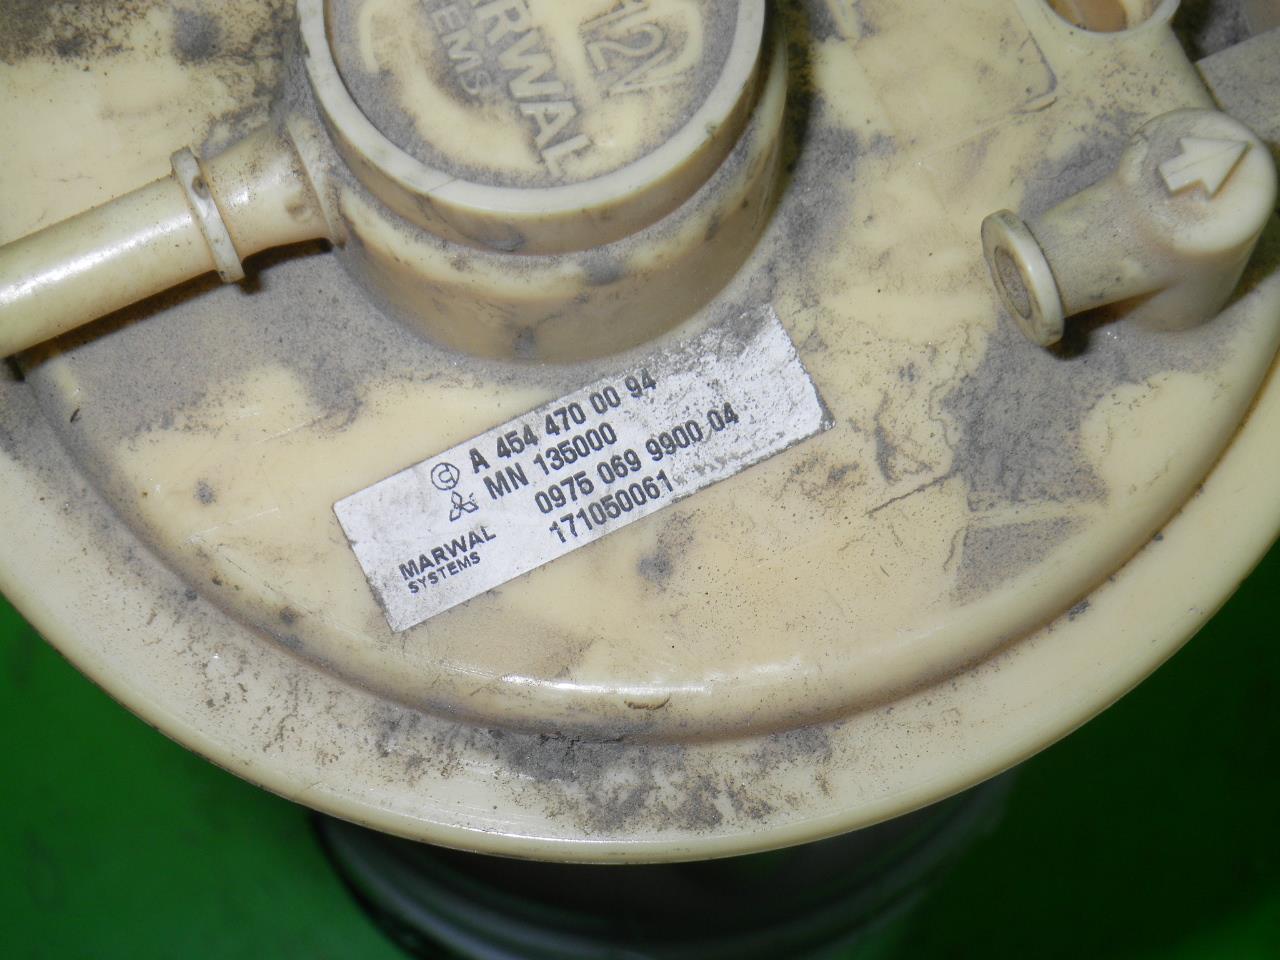 MARWAL
12V
A 454 470 00 94
MN 135000
0975 069 9900 04
171050061
MARWAL
SYSTEMS